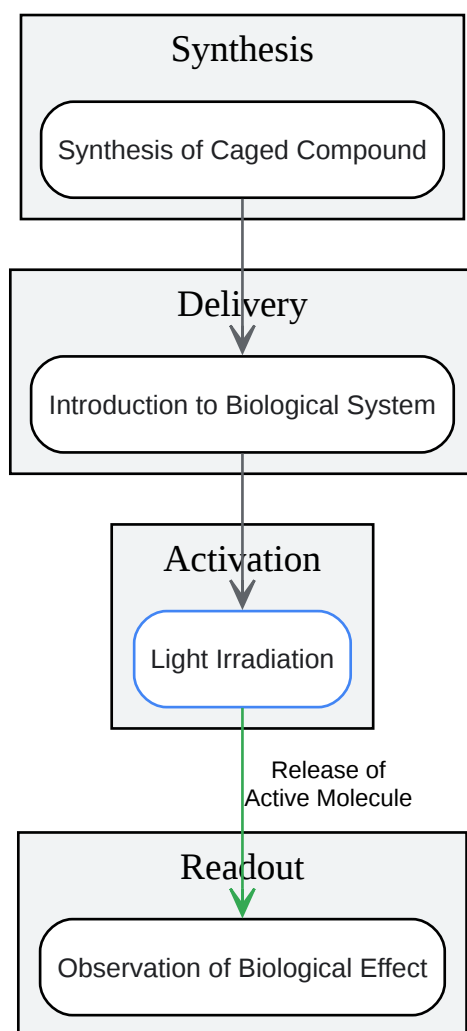 Synthesis
Synthesis of Caged Compound
Delivery
Introduction to Biological System
Activation
Light Irradiation
Release of
Active Molecule
Readout
Observation of Biological Effect